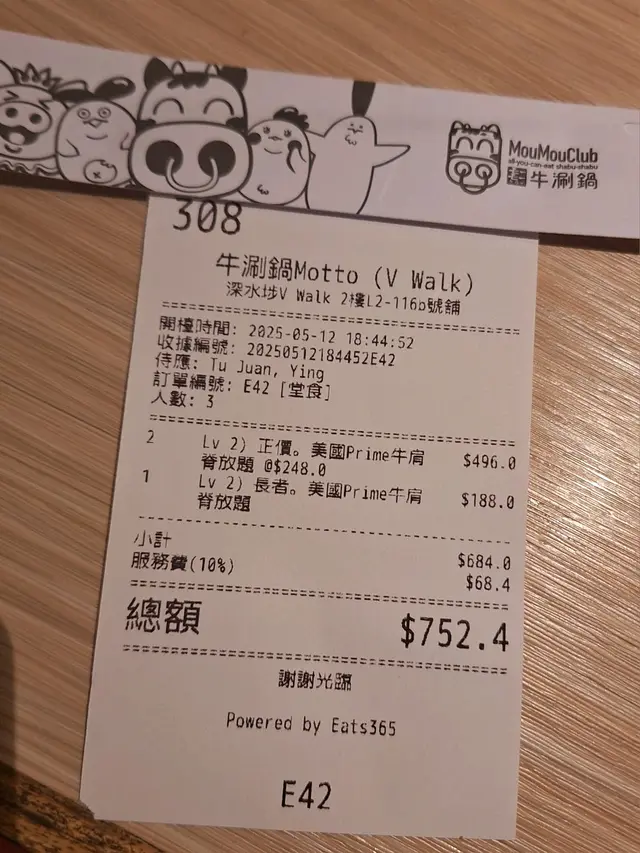 MouMouClub
all-you-can-eat shabu-shabu
牛涮鍋
308
牛涮鍋Motto (V Walk)
深水埗V Walk 2樓L2-116b號舖
開檯時間: 2025-05-12 18:44:52
收據編號: 20250512184452E42
侍應: Tu Juan, Ying
訂單編號: E42 [堂食]
人數: 3
2 Lv 2) 正價。美國Prime牛肩 $496.0
脊放題 @$248.0
1 Lv 2) 長者。美國Prime牛肩 $188.0
脊放題
小計 $684.0
服務費(10%) $68.4
總額 $752.4
謝謝光臨
Powered by Eats365
E42